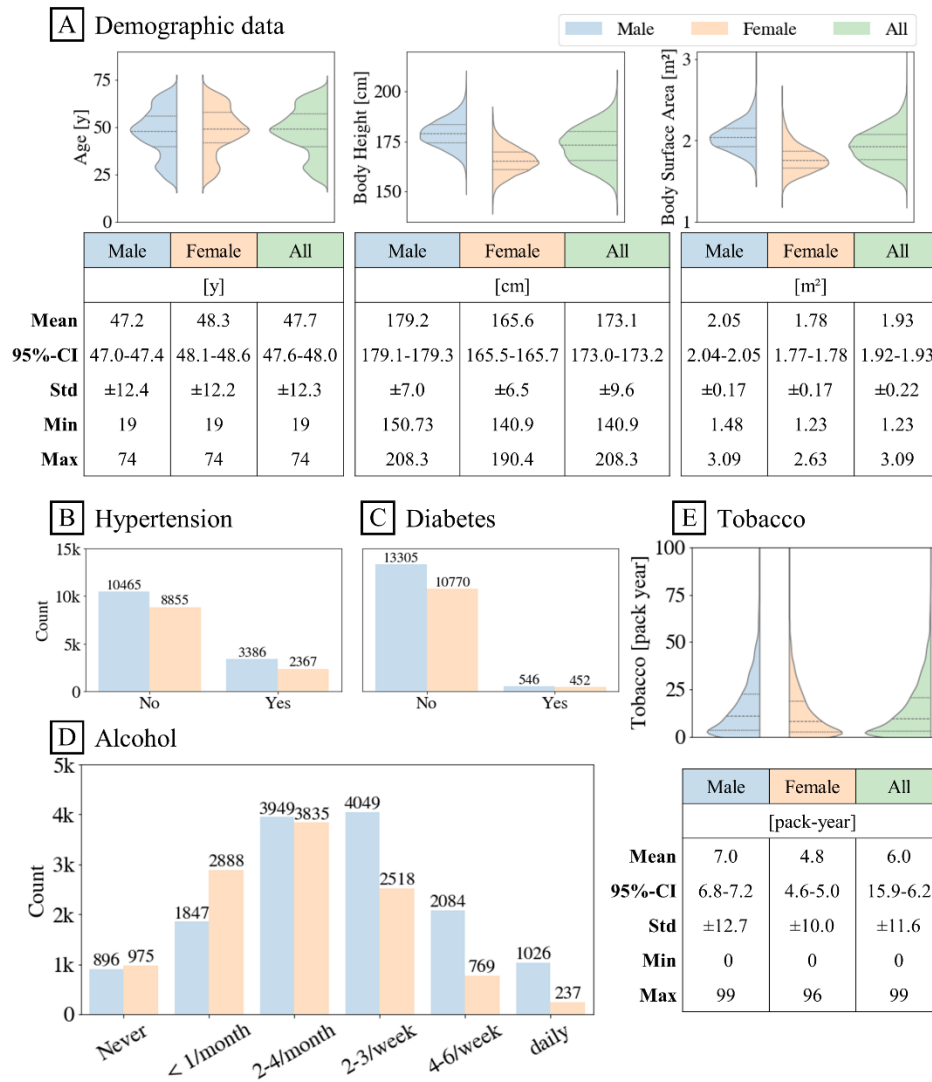 A Demographic data
Male Female All
Age [y]
75
50
25
0
Body Height [cm]
200
175
150
Body Surface Area [m²]
3
2
1
Male Female All Male Female All Male Female All
[y] [cm] [m²]
Mean 47.2 48.3 47.7 179.2 165.6 173.1 2.05 1.78 1.93
95%-CI 47.0-47.4 48.1-48.6 47.6-48.0 179.1-179.3 165.5-165.7 173.0-173.2 2.04-2.05 1.77-1.78 1.92-1.93
Std ±12.4 ±12.2 ±12.3 ±7.0 ±6.5 ±9.6 ±0.17 ±0.17 ±0.22
Min 19 19 19 150.73 140.9 140.9 1.48 1.23 1.23
Max 74 74 74 208.3 190.4 208.3 3.09 2.63 3.09
B Hypertension
Count
15k
10k
5k
0
10465 8855 3386 2367
No Yes
C Diabetes
13305 10770 546 452
No Yes
E Tobacco
Tobacco [pack year]
100
75
50
25
0
D Alcohol
Count
5k
4k
3k
2k
1k
0
896 975 1847 2888 3949 3835 4049 2518 2084 769 1026 237
Never < 1/month 2-4/month 2-3/week 4-6/week daily
Male Female All
[pack-year]
Mean 7.0 4.8 6.0
95%-CI 6.8-7.2 4.6-5.0 15.9-6.2
Std ±12.7 ±10.0 ±11.6
Min 0 0 0
Max 99 96 99